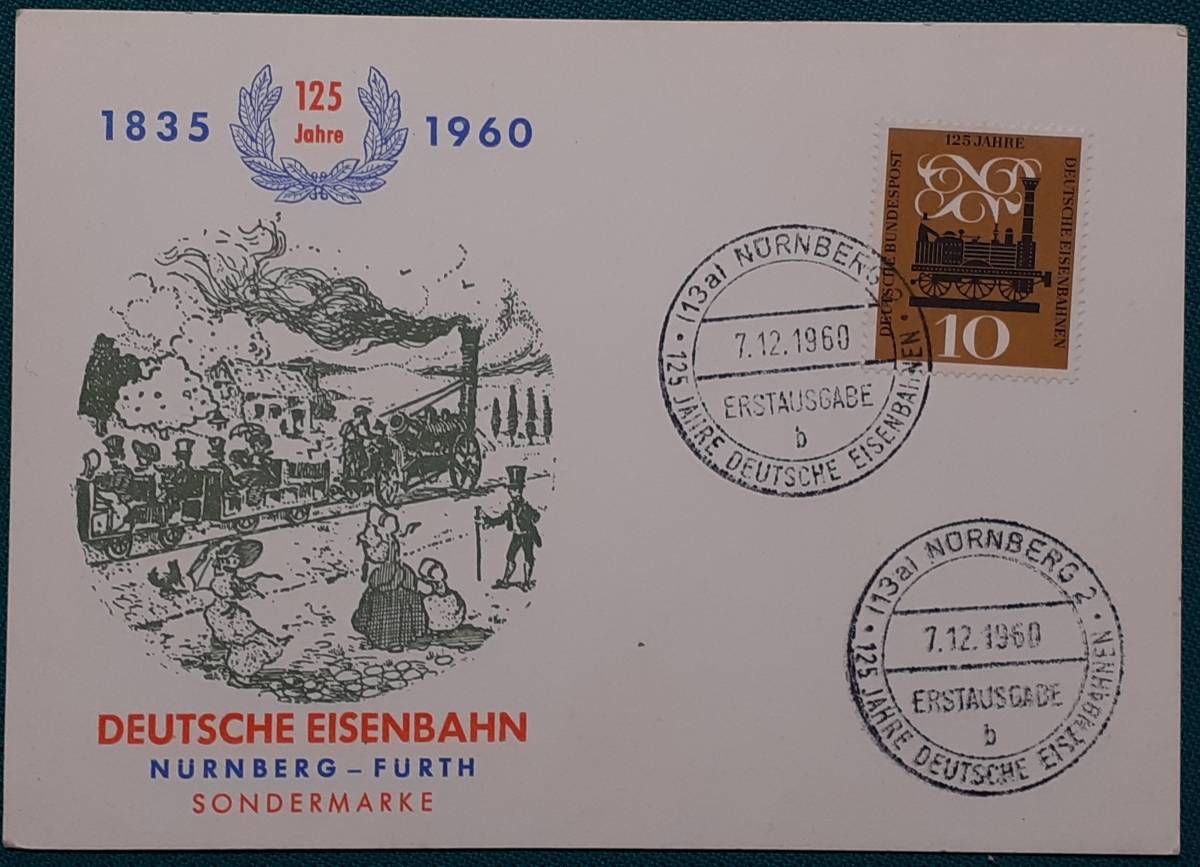 1835 125 1960
Jahre
DEUTSCHE EISENBAHN
NÜRNBERG – FÜRTH
SONDERMARKE
125 JAHRE
DEUTSCHE BUNDESPOST
DEUTSCHE EISENBAHNEN
10
(13a) NÜRNBERG
7.12.1960
ERSTAUSGABE
b
125 JAHRE DEUTSCHE EISENBAHNEN
(13a) NÜRNBERG 2
7.12.1960
ERSTAUSGABE
b
125 JAHRE DEUTSCHE EISENBAHNEN